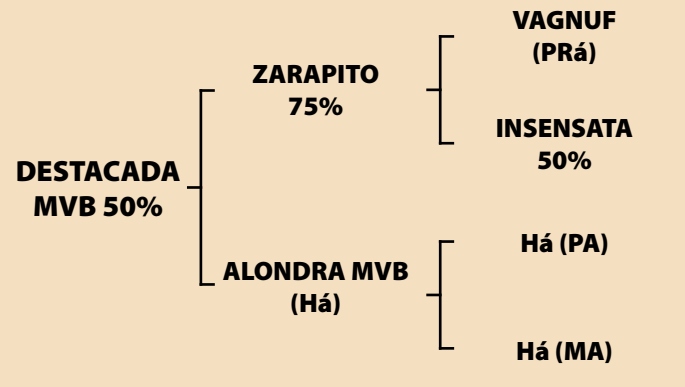 VAGNUF
(PRá)
ZARAPITO
75%
INSENSATA
50%
DESTACADA
MVB 50%
Há (PA)
ALONDRA MVB
(Há)
Há (MA)